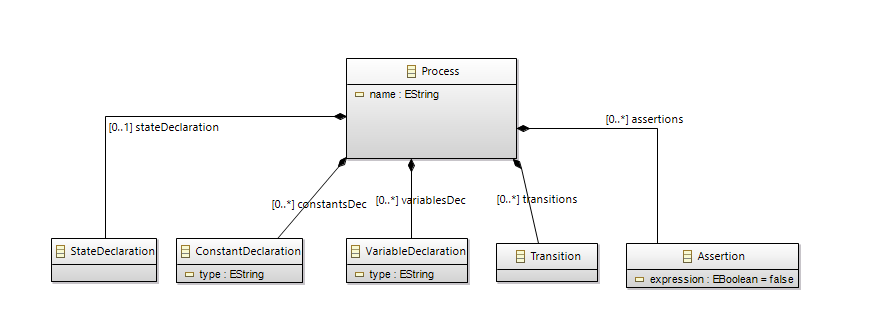 Process
name : EString
[0..1] stateDeclaration
[0..*] assertions
[0..*] constantsDec
[0..*] variablesDec
[0..*] transitions
StateDeclaration
ConstantDeclaration
type : EString
VariableDeclaration
type : EString
Transition
Assertion
expression : EBoolean = false